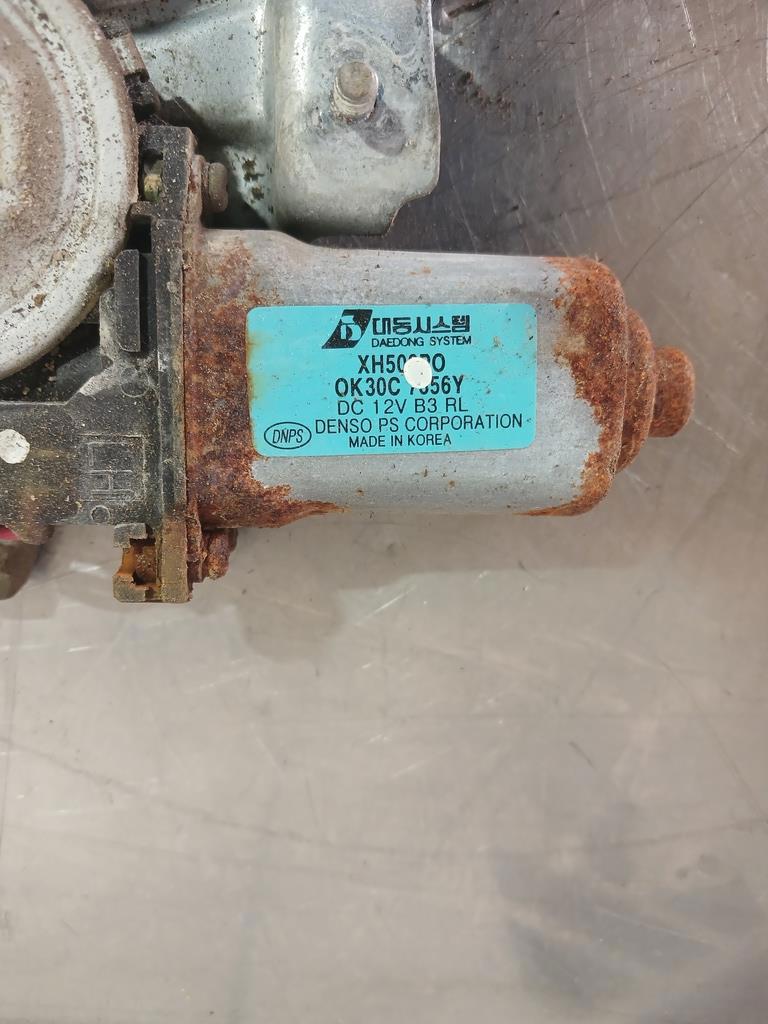 D 대동시스템
DAEDONG SYSTEM
OK30C
DC 12V B3 RL
DNPS DENSO PS CORPORATION
MADE IN KOREA
LH